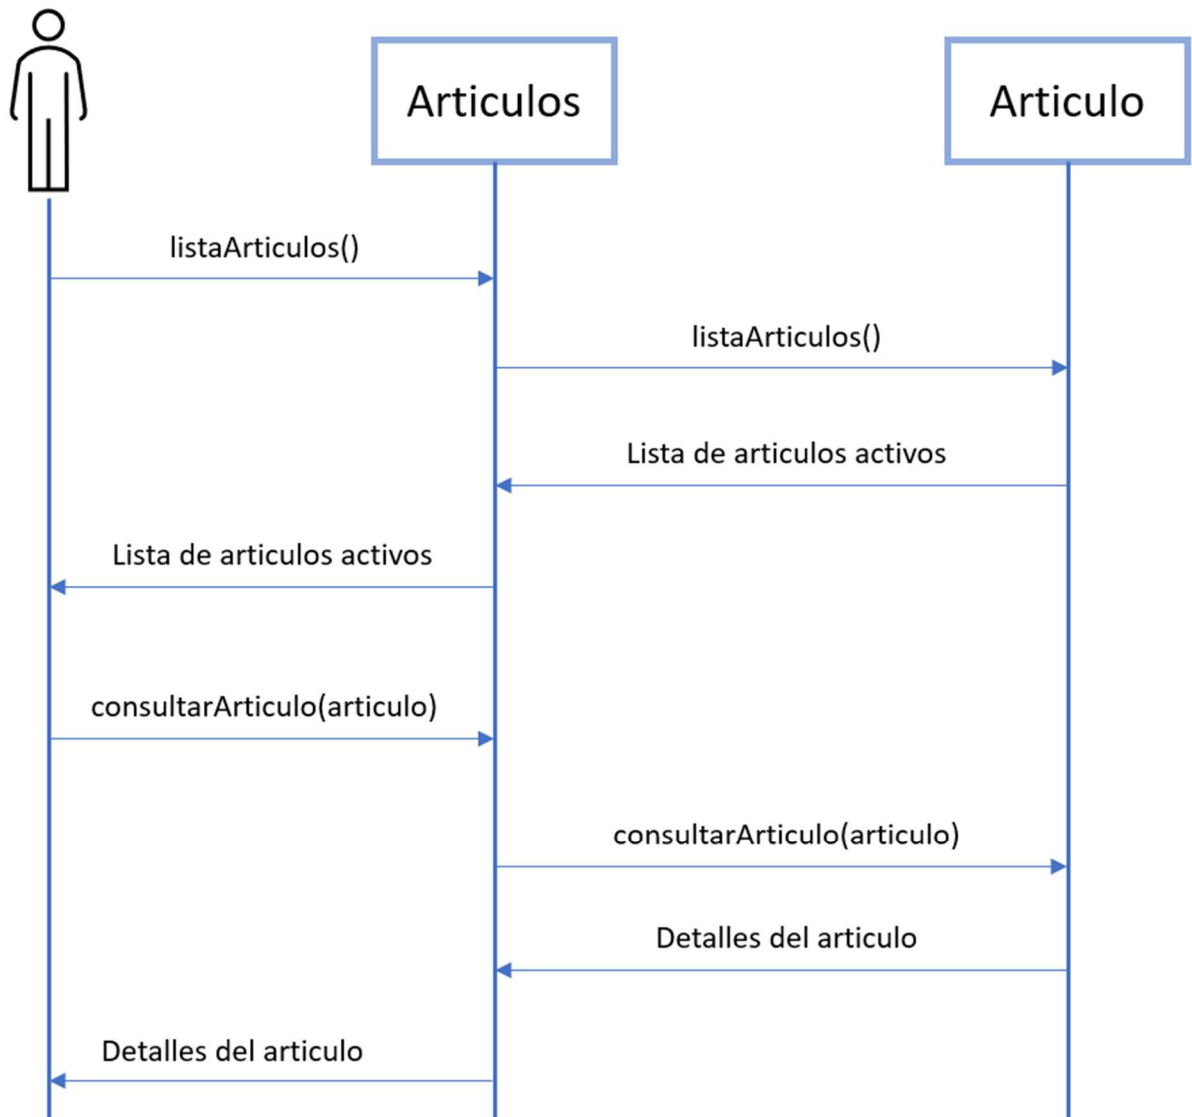 Articulos
Articulo
listaArticulos()
listaArticulos()
Lista de articulos activos
Lista de articulos activos
consultarArticulo(articulo)
consultarArticulo(articulo)
Detalles del articulo
Detalles del articulo